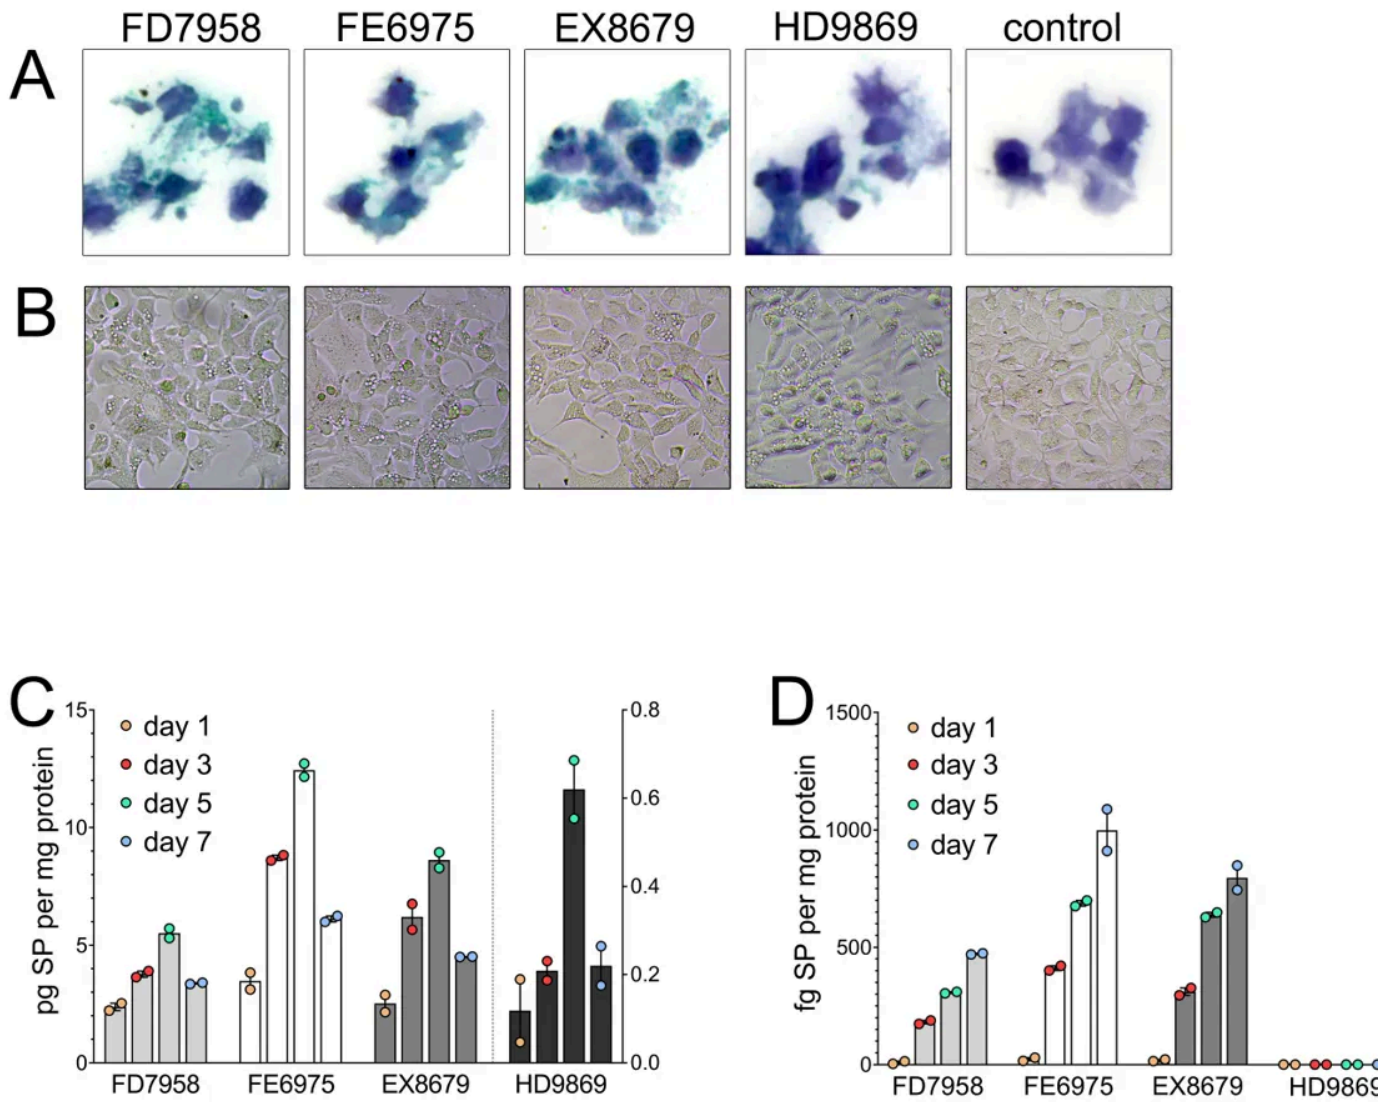 FD7958 FE6975 EX8679 HD9869 control
A
B
C
15
10
5
0
pg SP per mg protein
day 1
day 3
day 5
day 7
0.8
0.6
0.4
0.2
0.0
FD7958 FE6975 EX8679 HD9869
D
1500
1000
500
0
fg SP per mg protein
day 1
day 3
day 5
day 7
FD7958 FE6975 EX8679 HD9869